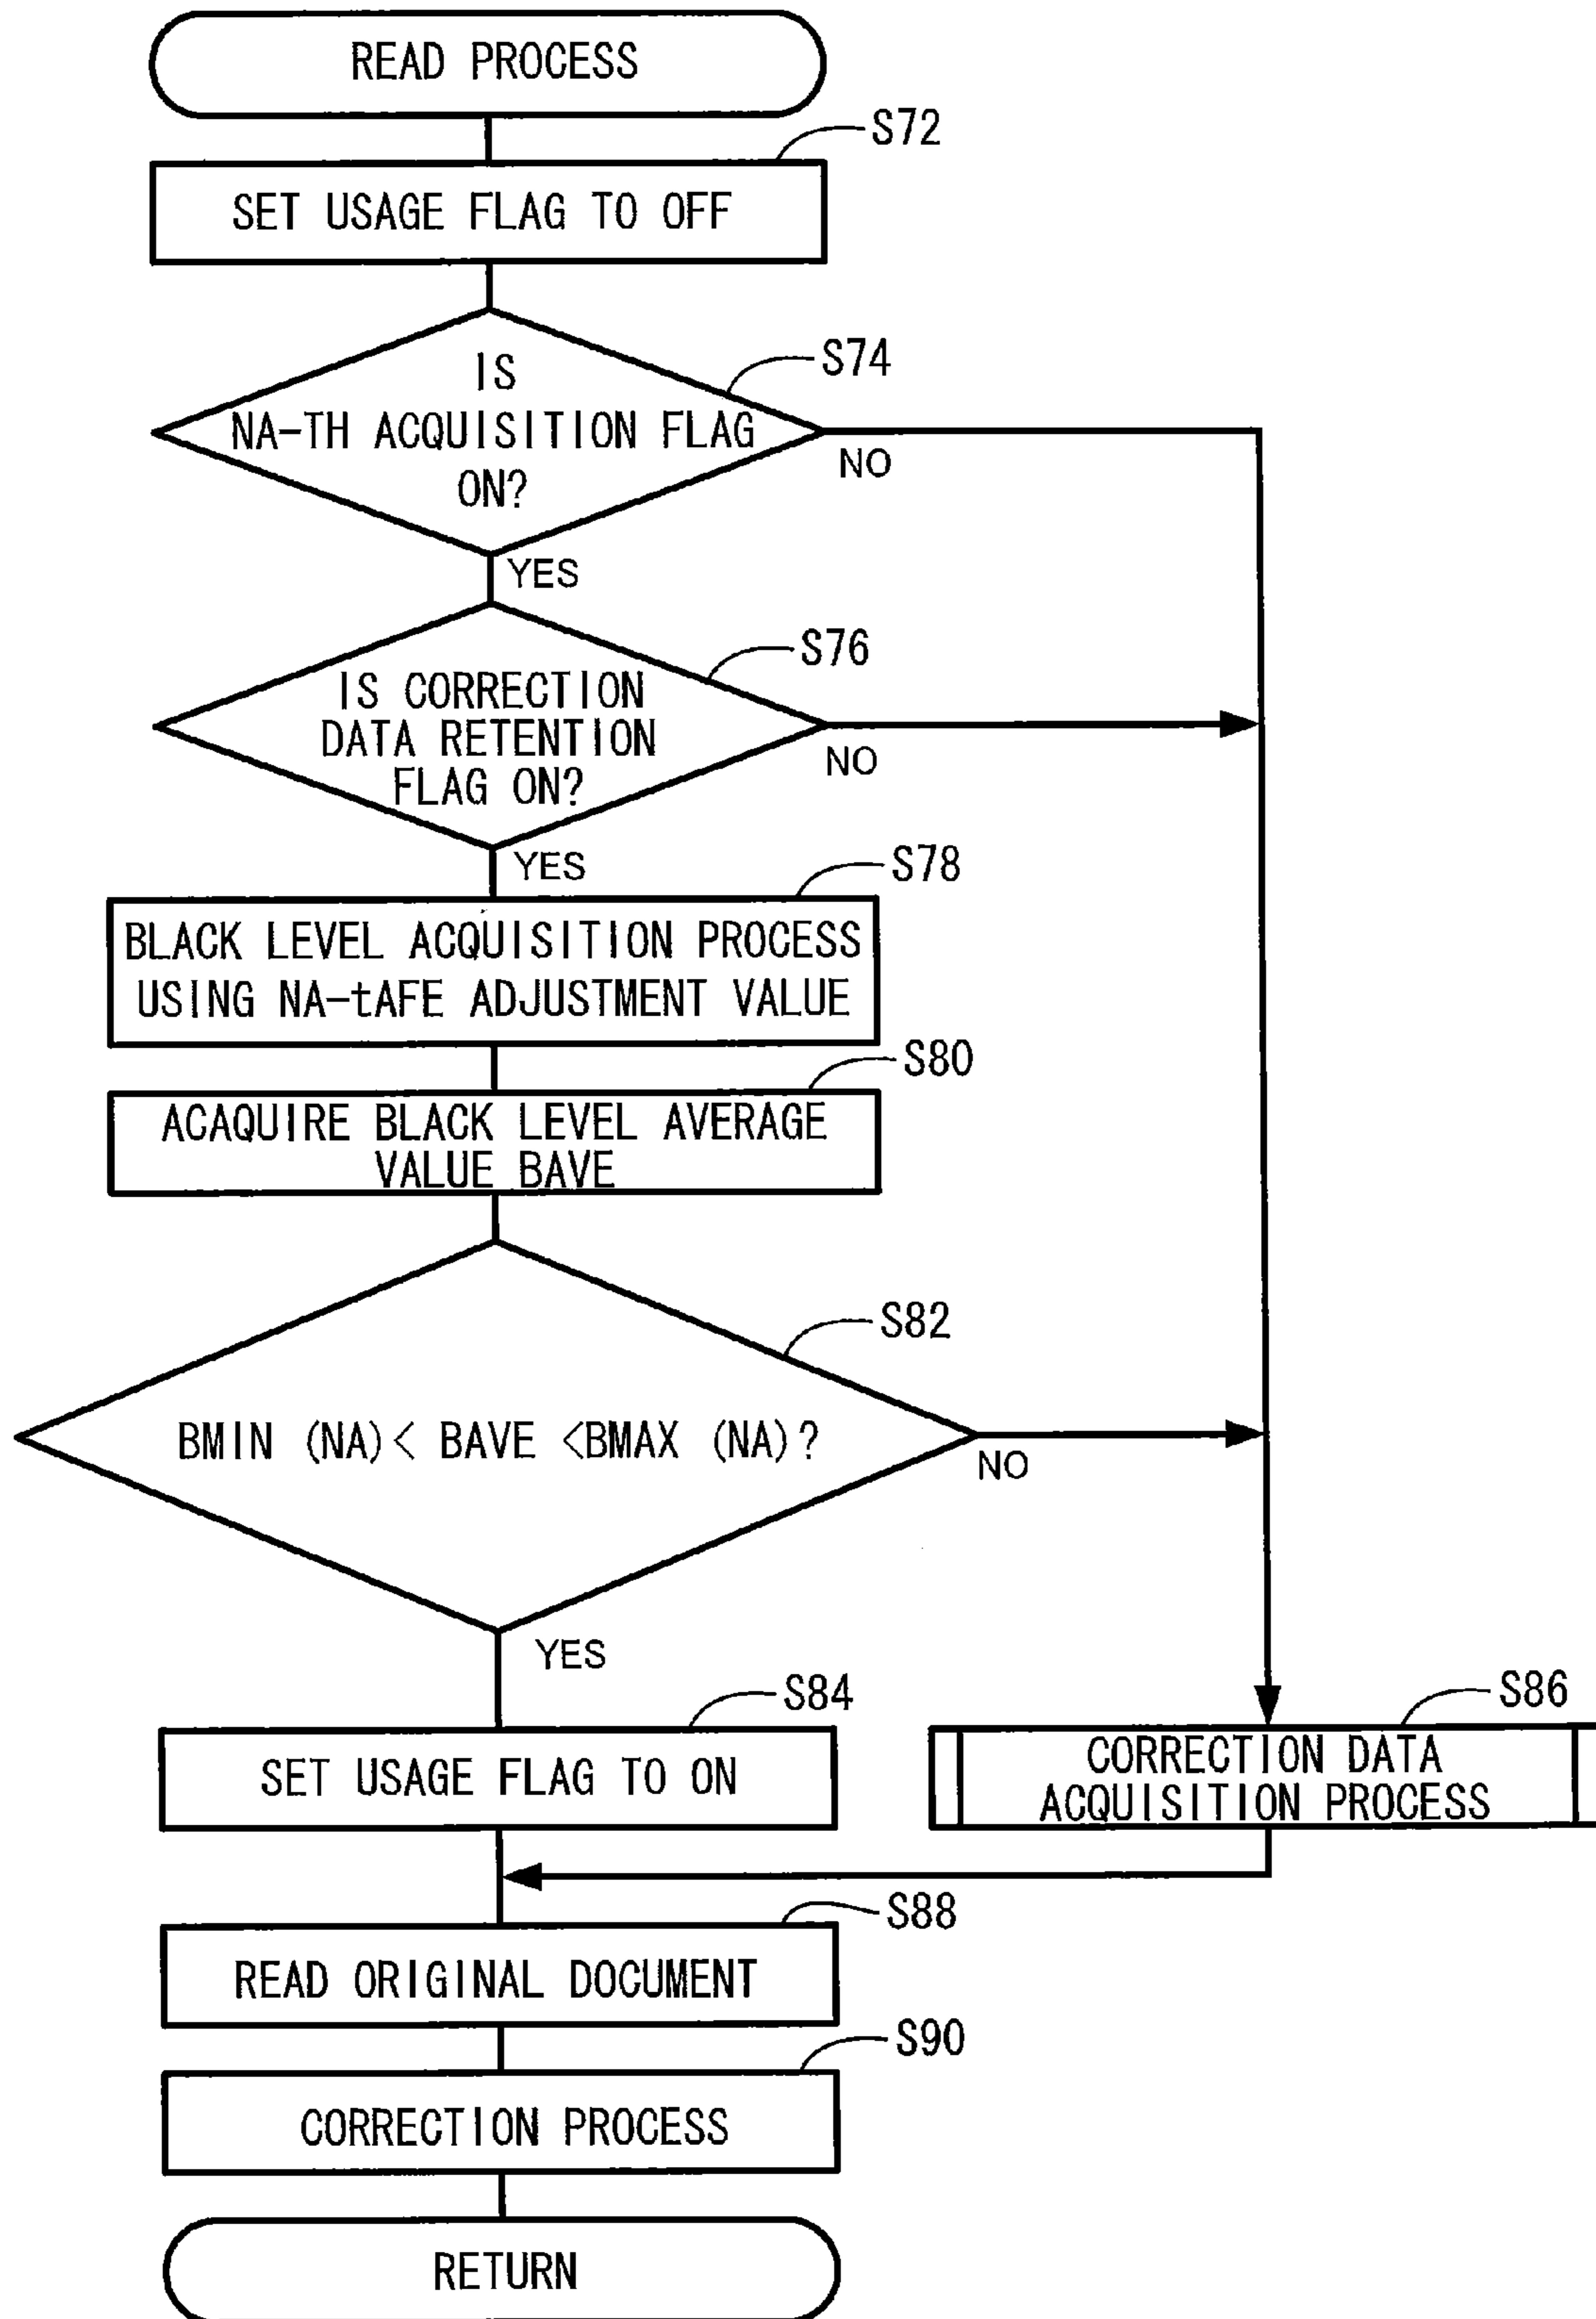 READ PROCESS
S72
SET USAGE FLAG TO OFF
S74
IS
NA-TH ACQUISITION FLAG
ON?
NO
YES
S76
IS CORRECTION
DATA RETENTION
FLAG ON?
NO
YES
S78
BLACK LEVEL ACQUISITION PROCESS
USING NA-tAFE ADJUSTMENT VALUE
S80
ACAQUIRE BLACK LEVEL AVERAGE
VALUE BAVE
S82
BMIN (NA)< BAVE <BMAX (NA)?
NO
YES
S84
SET USAGE FLAG TO ON
S86
CORRECTION DATA
ACQUISITION PROCESS
S88
READ ORIGINAL DOCUMENT
S90
CORRECTION PROCESS
RETURN